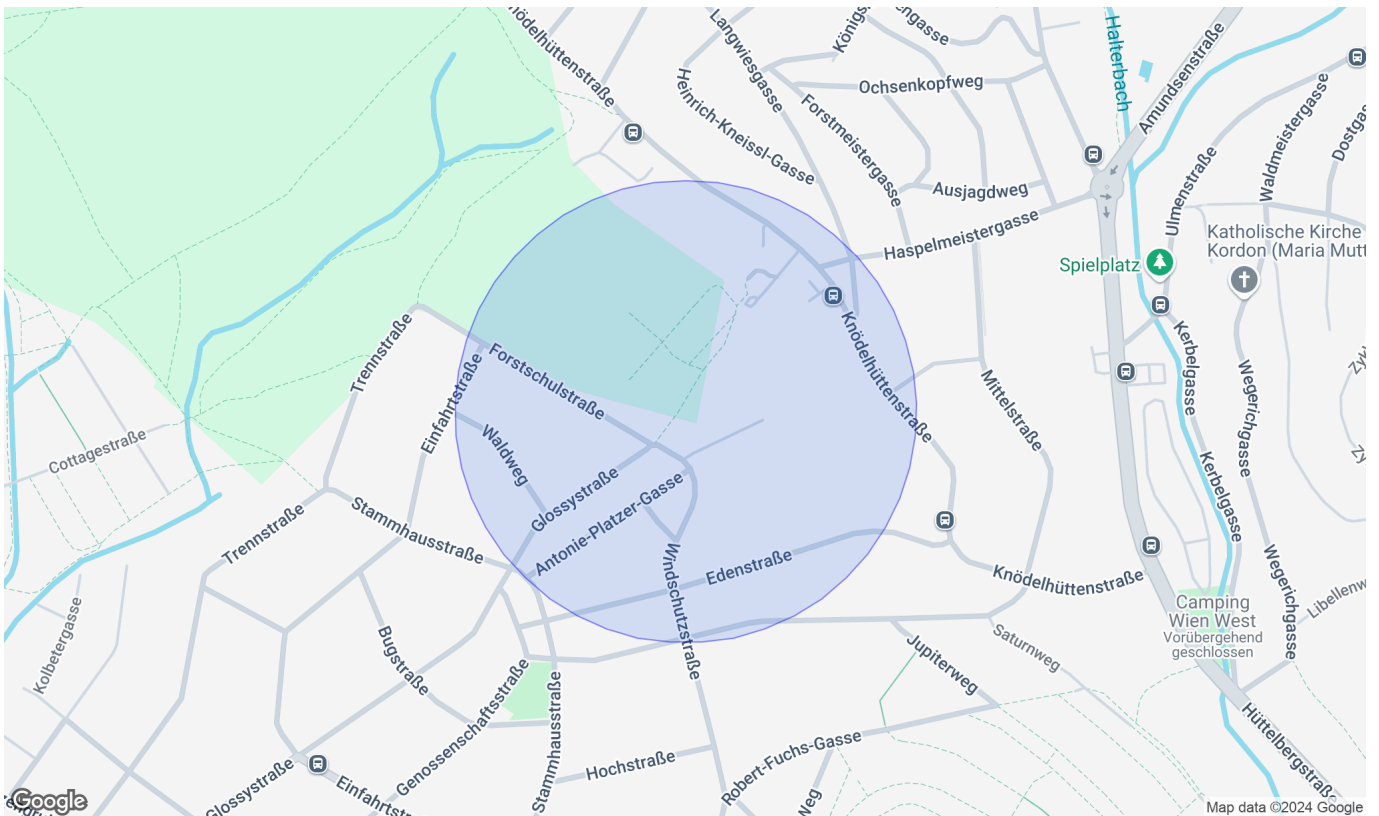 Knödelhüttenstraße
Langwiesgasse
Heinrich-Kneissl-Gasse
Ochsenkopfweg
Forstmeistergasse
Ausjagdweg
Haspelmeistergasse
Halterbach
Amundsenstraße
Ulmenstraße
Waldmeistergasse
Spielplatz
Katholische Kirche
Kordon (Maria Mutt
Trennstraße
Forstschulstraße
Einfahrtstraße
Waldweg
Knödelhüttenstraße
Mittelstraße
Kerbelgasse
Wegerichgasse
Cottagestraße
Glossystraße
Antonie-Platzer-Gasse
Stammhausstraße
Trennstraße
Kerbelgasse
Windschutzstraße
Edenstraße
Knödelhüttenstraße
Wegerichgasse
Camping
Wien West
Vorübergehend
geschlossen
Kolbetergasse
Bugstraße
Saturnweg
Jupiterweg
Genossenschaftsstraße
Stammhausstraße
Hochstraße
Robert-Fuchs-Gasse
Hüttelbergstraße
Glossystraße
Google
Map data ©2024 Google